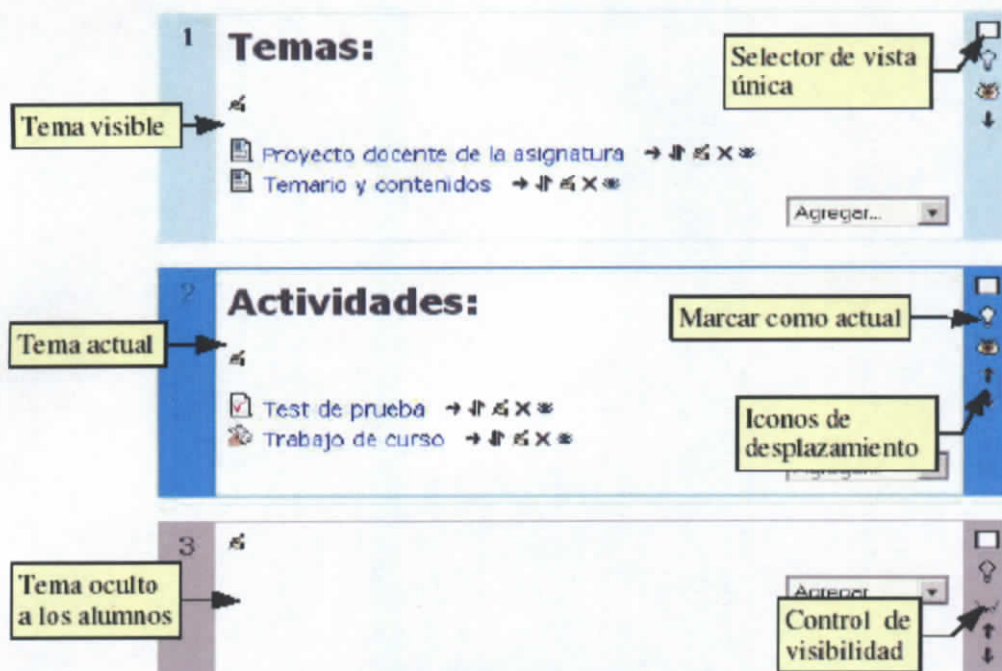 1
Temas:
Selector de vista
única
Tema visible
Proyecto docente de la asignatura
Temario y contenidos
Agregar...
2
Actividades:
Marcar como actual
Tema actual
Test de prueba
Trabajo de curso
Iconos de
desplazamiento
Agregar...
3
Tema oculto
a los alumnos
Agregar
Control de
visibilidad